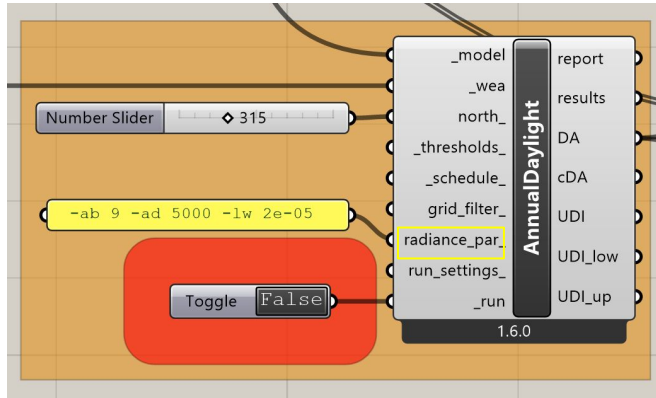 _model
_wea
north_
_thresholds_
_schedule_
grid_filter_
radiance_par_
run_settings_
_run
AnnualDaylight
report
results
DA
cDA
UDI
UDI_low
UDI_up
1.6.0
Number Slider 315
-ab 9 -ad 5000 -lw 2e-05
Toggle False